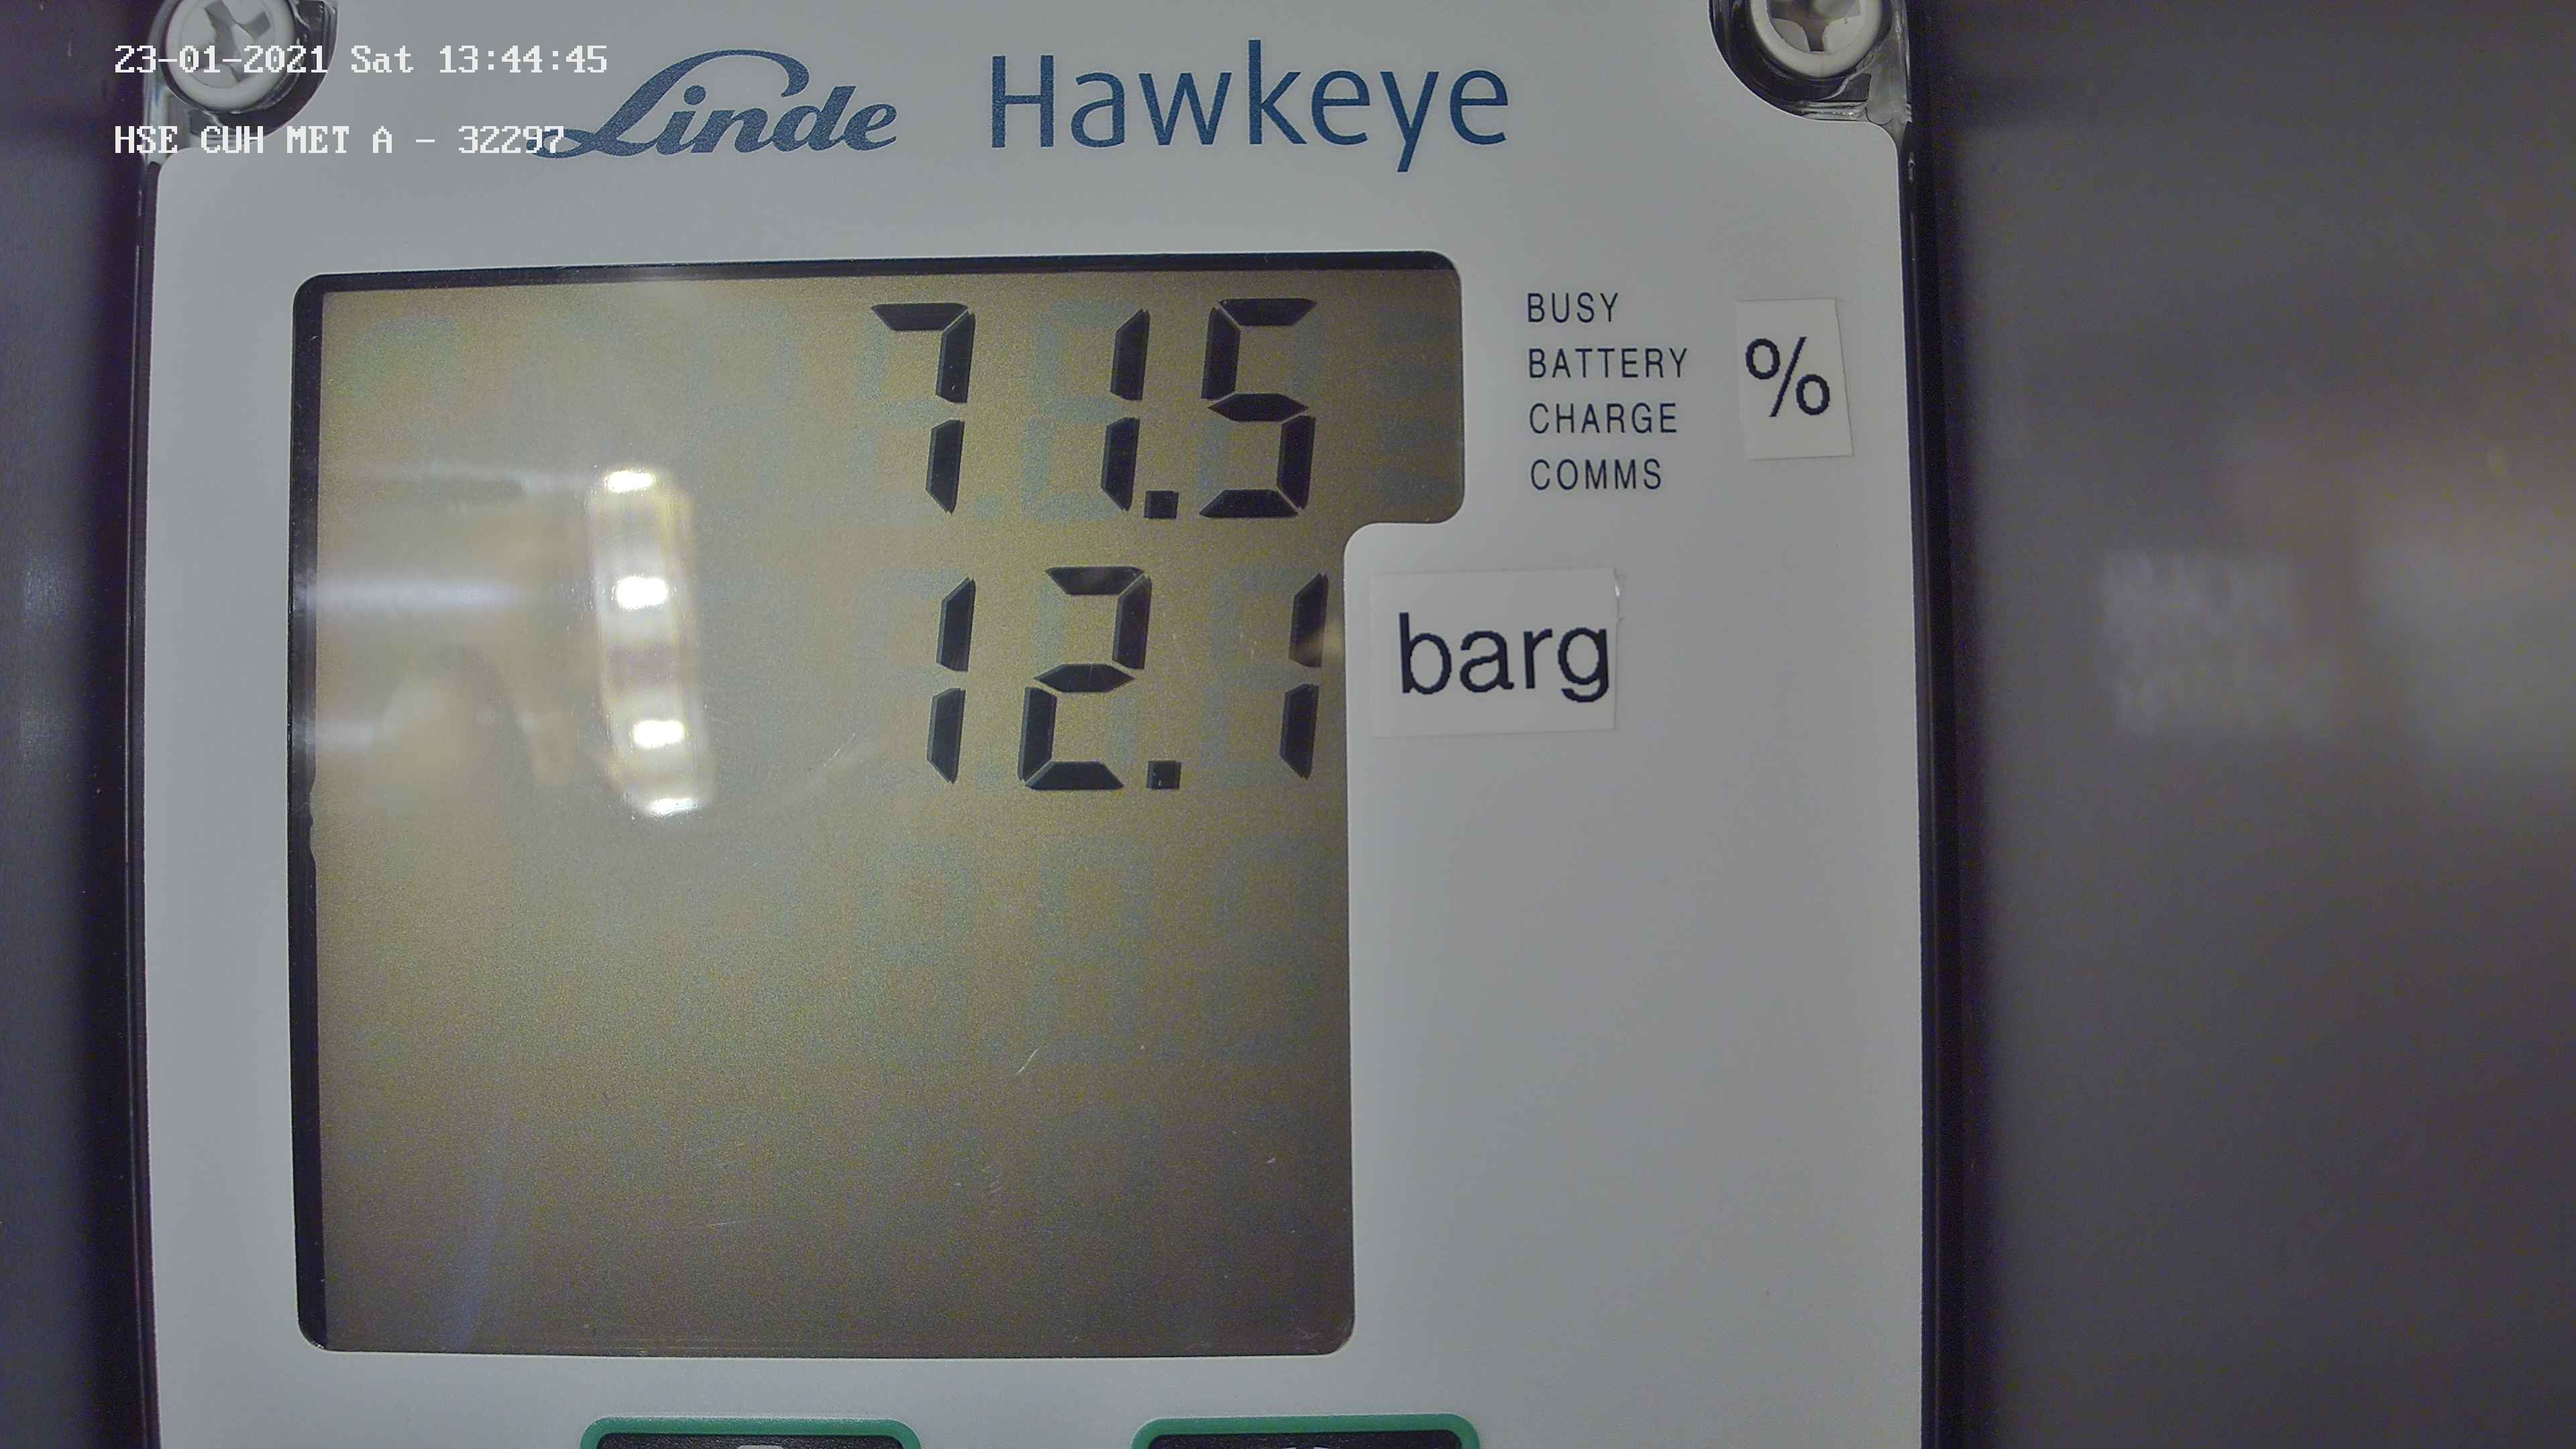 23-01-2021 Sat 13:44:45
HSE CUH MET A - 32297
Linde Hawkeye
71.5
BUSY
BATTERY
CHARGE
COMMS
%
12.1 barg